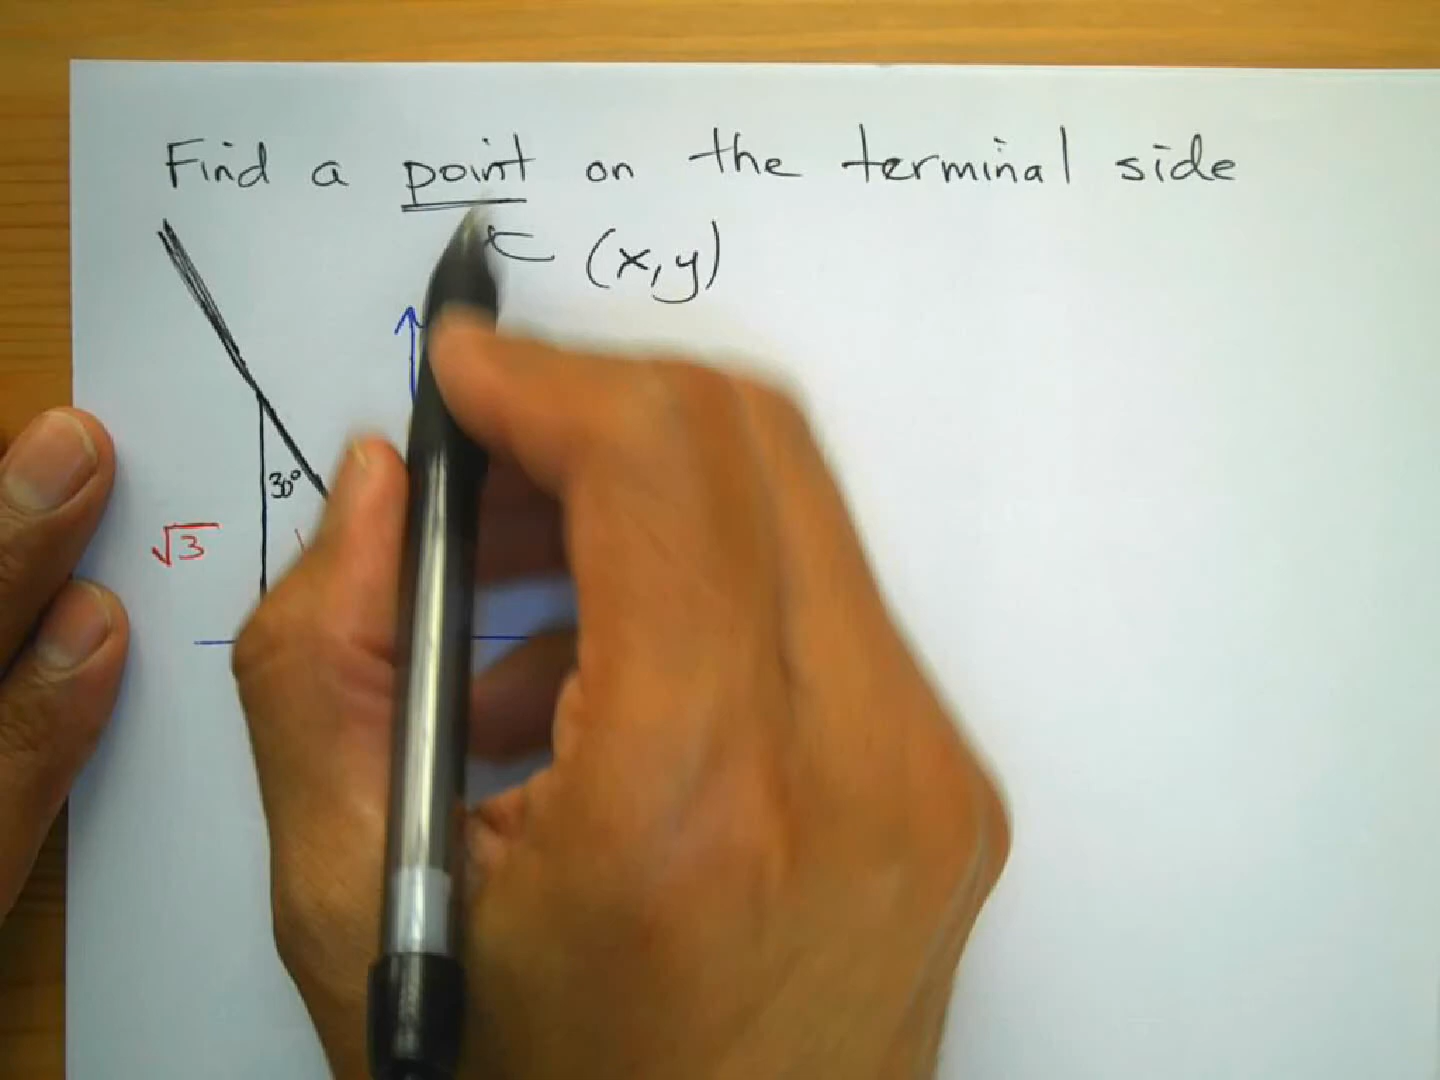 Find a point on the terminal side
(x,y)
30°
√3